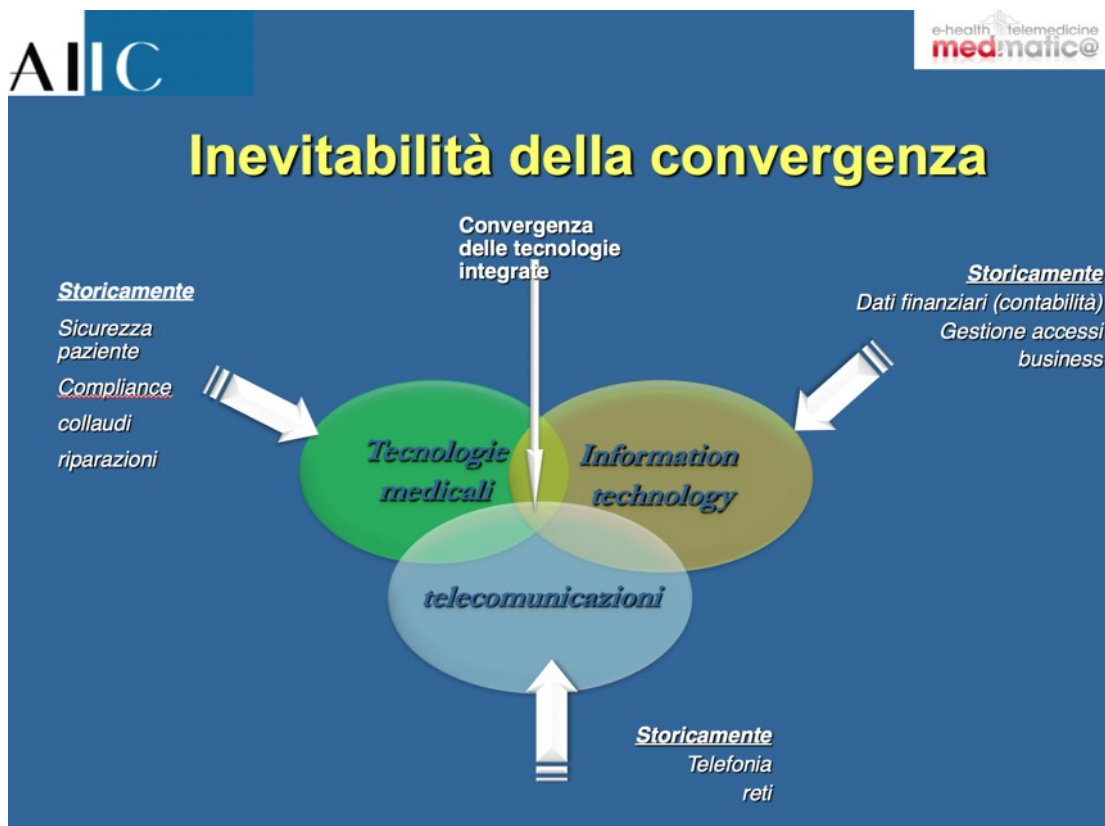 AIIC
e-health telemedicine
medmatic@
Inevitabilità della convergenza
Convergenza
delle tecnologie
integrate
Storicamente
Sicurezza
paziente
Compliance
collaudi
riparazioni
Storicamente
Dati finanziari (contabilità)
Gestione accessi
business
Tecnologie
medicali
Information
technology
telecomunicazioni
Storicamente
Telefonia
reti